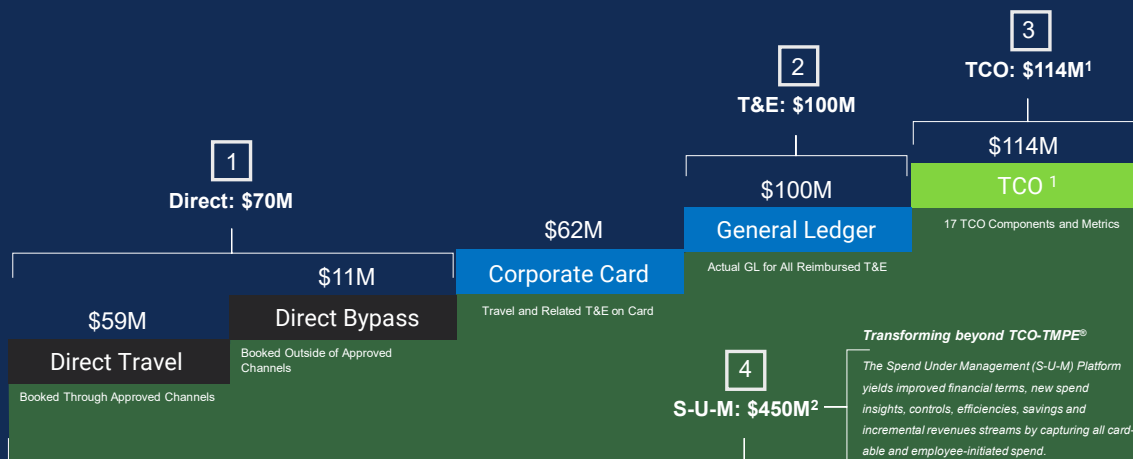 3
TCO: $114M¹
2
T&E: $100M
$114M
TCO ¹
17 TCO Components and Metrics
1
Direct: $70M
$100M
General Ledger
Actual GL for All Reimbursed T&E
$62M
Corporate Card
Travel and Related T&E on Card
$11M
Direct Bypass
Booked Outside of Approved
Channels
$59M
Direct Travel
Booked Through Approved Channels
4
S-U-M: $450M²
Transforming beyond TCO-TMPE®
The Spend Under Management (S-U-M) Platform
yields improved financial terms, new spend
insights, controls, efficiencies, savings and
incremental revenues streams by capturing all card-
able and employee-initiated spend.